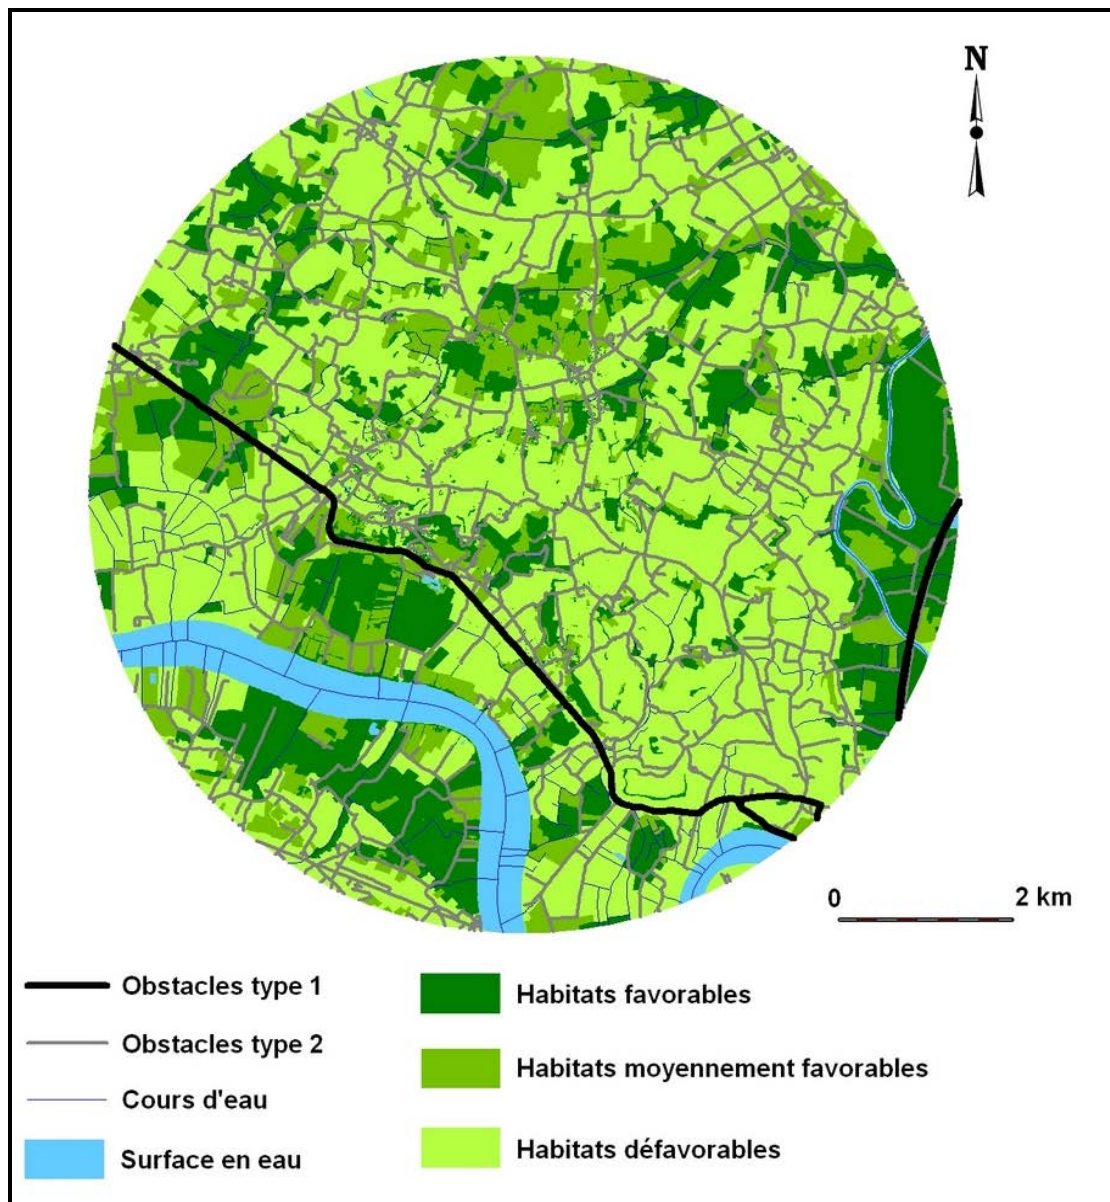 N
0 2 km
Obstacles type 1
Obstacles type 2
Cours d'eau
Surface en eau
Habitats favorables
Habitats moyennement favorables
Habitats défavorables